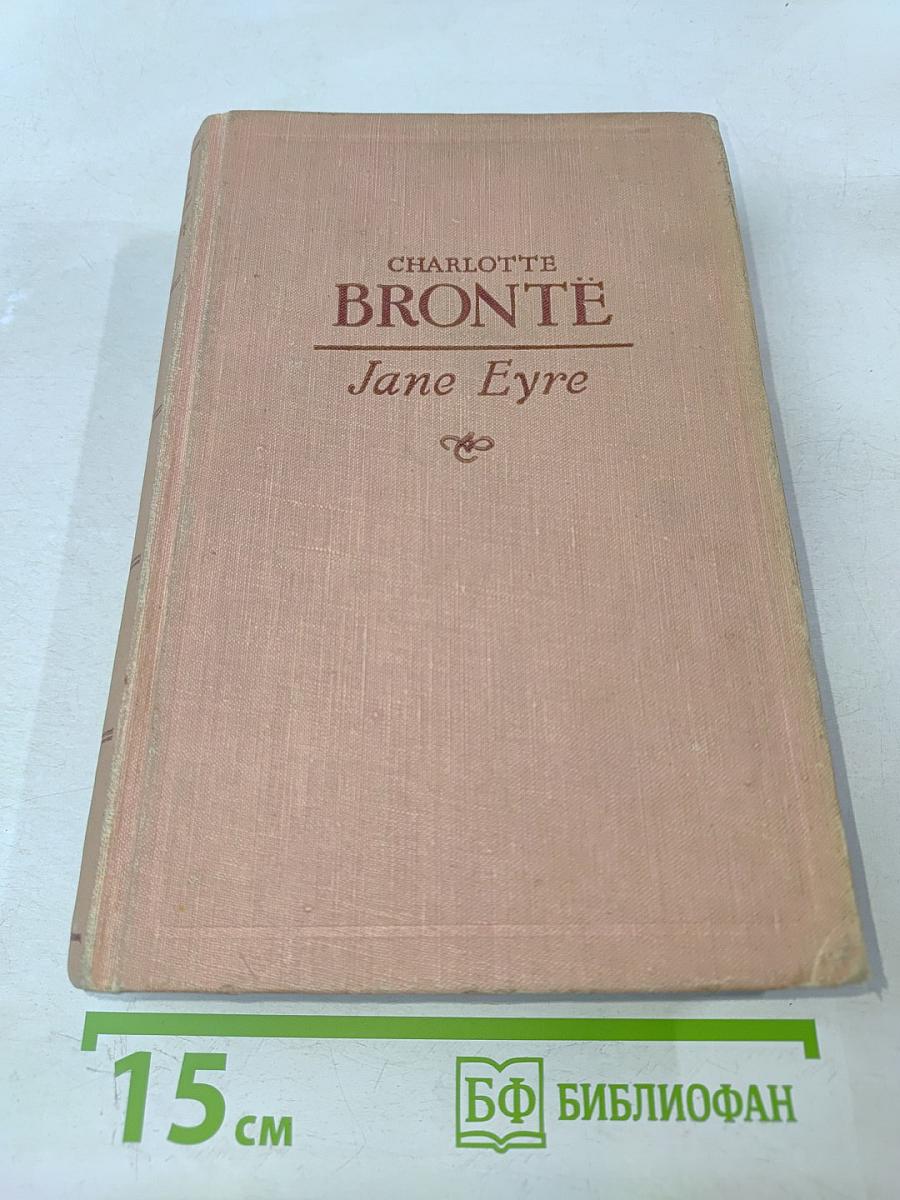 CHARLOTTE
BRONTË
Jane Eyre
15 см
БФ БИБЛИОФАН